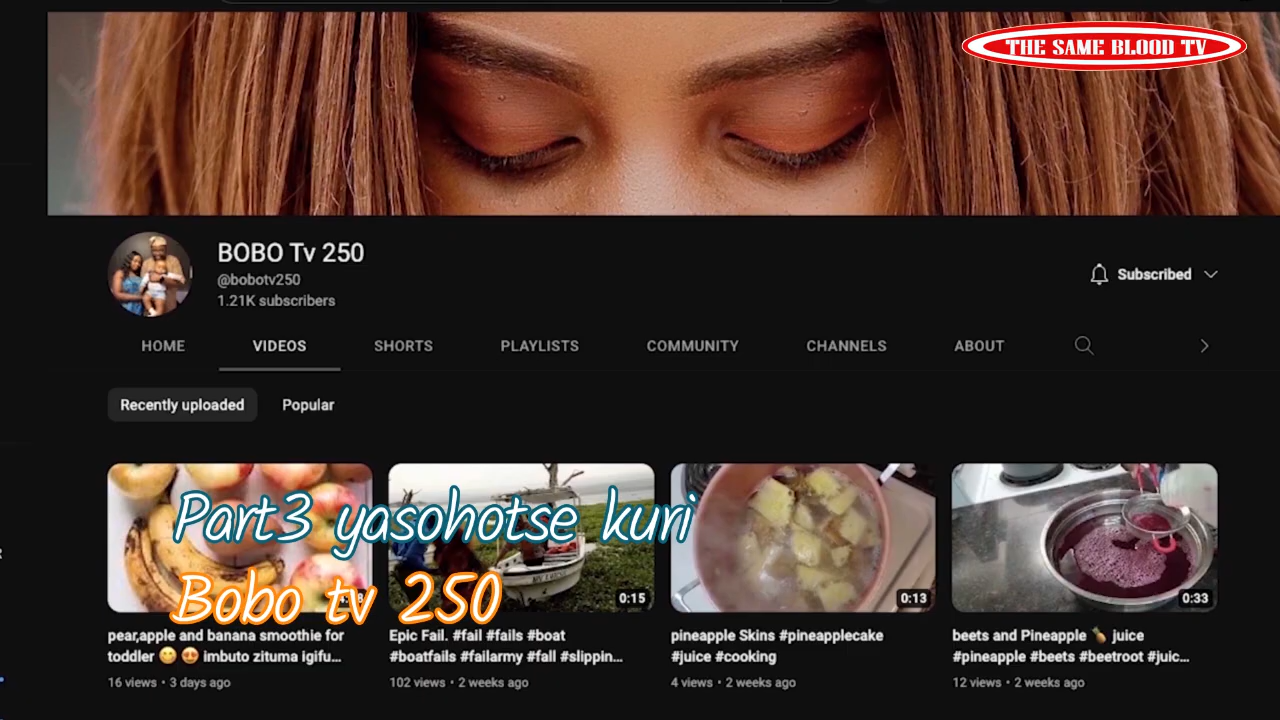 THE SAME BLOOD TV
BOBO Tv 250
@bobotv250
1.21K subscribers
Subscribed
HOME VIDEOS SHORTS PLAYLISTS COMMUNITY CHANNELS ABOUT
Recently uploaded Popular
Part3 yasohotse kuri
Bobo tv 250
0:15
0:13
0:33
pear,apple and banana smoothie for
toddler 😋 😍 imbuto zituma igifu...
16 views • 3 days ago
Epic Fail. #fail #fails #boat
#boatfails #failarmy #fall #slippin...
102 views • 2 weeks ago
pineapple Skins #pineapplecake
#juice #cooking
4 views • 2 weeks ago
beets and Pineapple 🍍 juice
#pineapple #beets #beetroot #juic...
12 views • 2 weeks ago